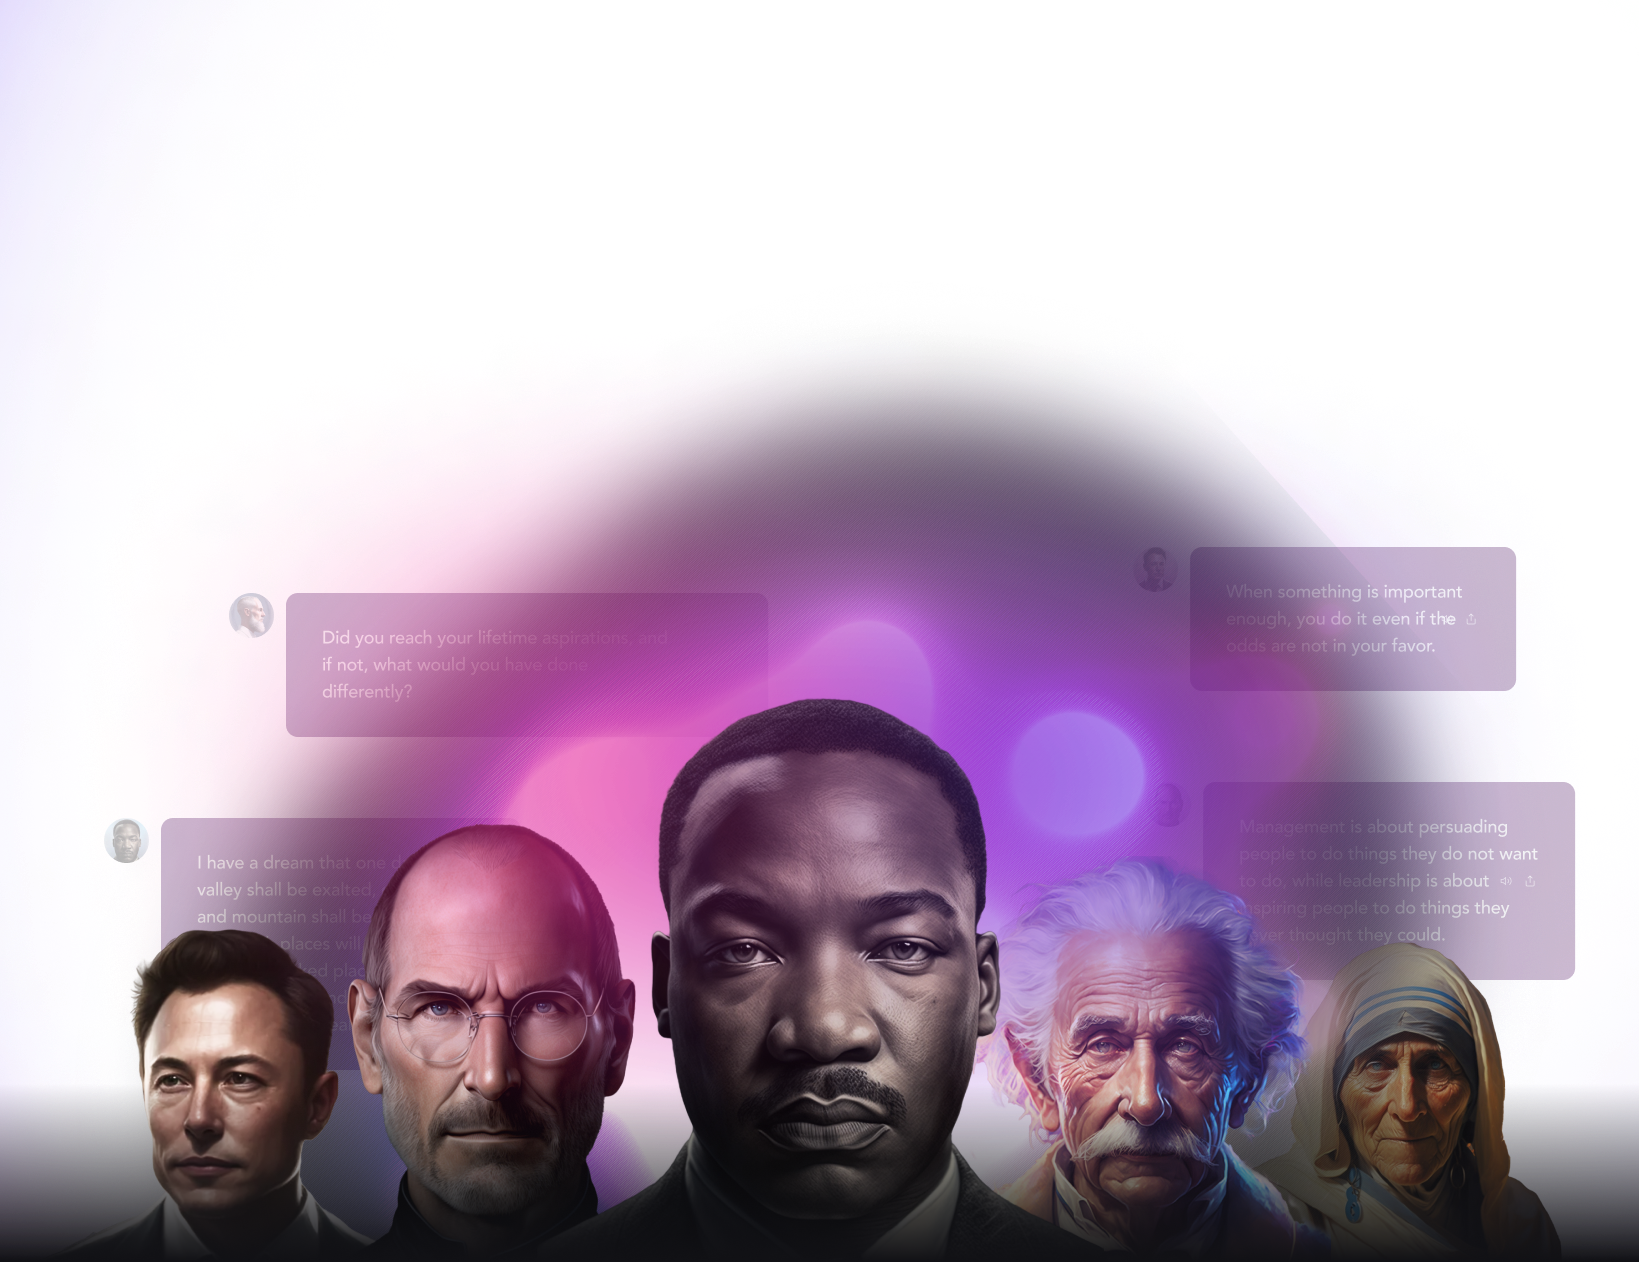 Did you reach your lifetime aspirations, and
if not, what would you have done
differently?
When something is important
enough, you do it even if the
odds are not in your favor.
I have a dream that one
valley shall be exalted,
and mountain shall be
places will
Management is about persuading
people to do things they do not want
to do, while leadership is about
inspiring people to do things they
never thought they could.